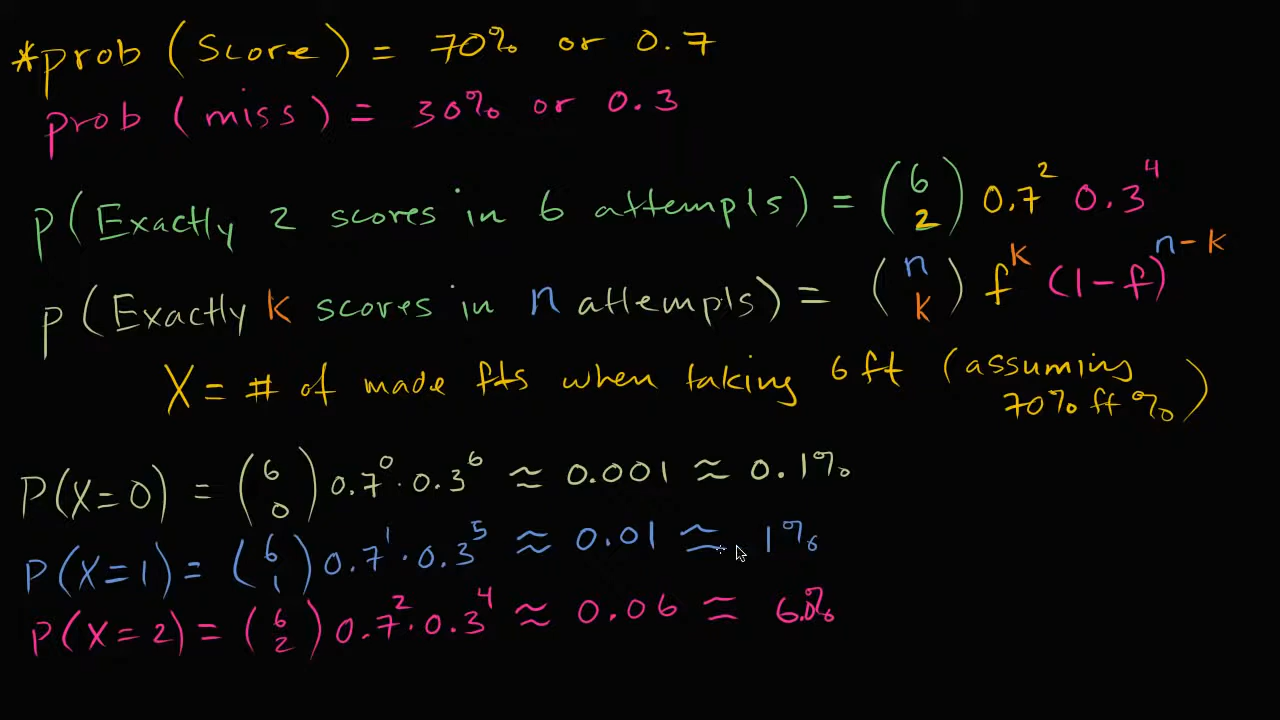 *prob (Score) = 70% or 0.7
prob (miss) = 30% or 0.3
P(Exactly 2 scores in 6 attempts) = (6 2) 0.7^2 0.3^4
P(Exactly k scores in n attempts) = (n k) f^k (1-f)^n-k
X = # of made fts when taking 6 ft (assuming 70% ft %)
P(X=0) = (6 0) 0.7^0 · 0.3^6 ≈ 0.001 ≈ 0.1%
P(X=1) = (6 1) 0.7^1 · 0.3^5 ≈ 0.01 ≈ 1%
P(X=2) = (6 2) 0.7^2 · 0.3^4 ≈ 0.06 ≈ 6.%